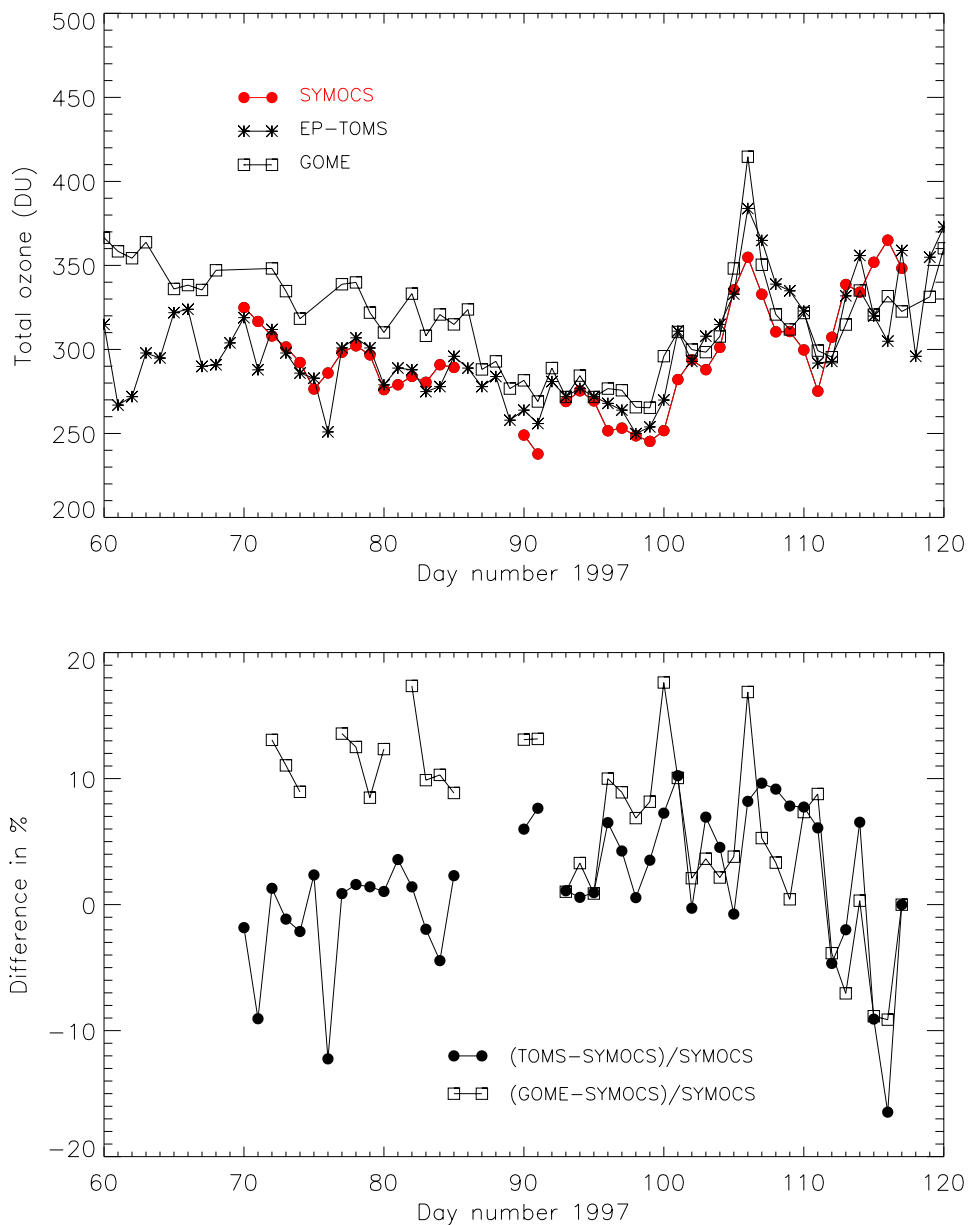 500
450
400
350
300
250
200
Total ozone (DU)
SYMOCS
EP-TOMS
GOME
60 70 80 90 100 110 120
Day number 1997
20
10
0
-10
-20
Difference in %
(TOMS-SYMOCS)/SYMOCS
(GOME-SYMOCS)/SYMOCS
60 70 80 90 100 110 120
Day number 1997